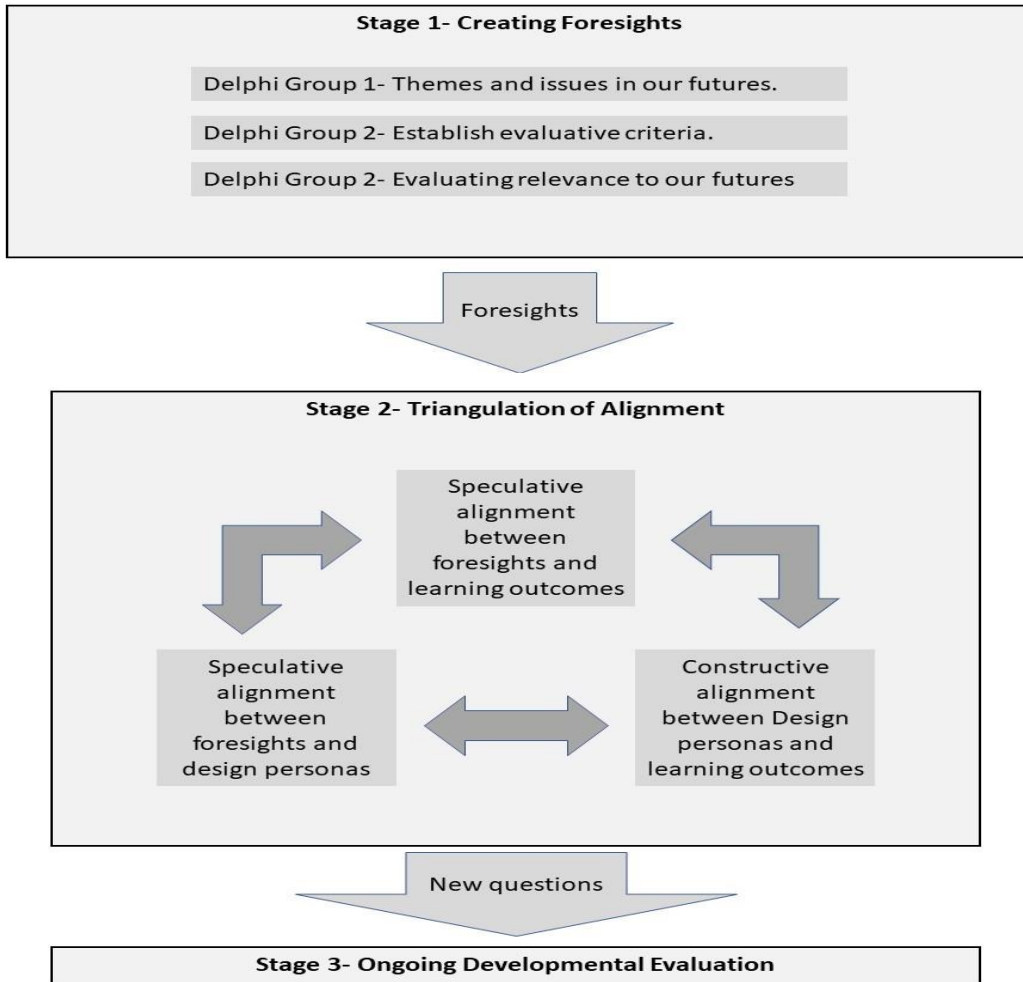 Stage 1- Creating Foresights
Delphi Group 1- Themes and issues in our futures.
Delphi Group 2- Establish evaluative criteria.
Delphi Group 2- Evaluating relevance to our futures
Foresights
Stage 2- Triangulation of Alignment
Speculative
alignment
between
foresights and
learning outcomes
Speculative
alignment
between
foresights and
design personas
Constructive
alignment
between Design
personas and
learning outcomes
New questions
Stage 3- Ongoing Developmental Evaluation